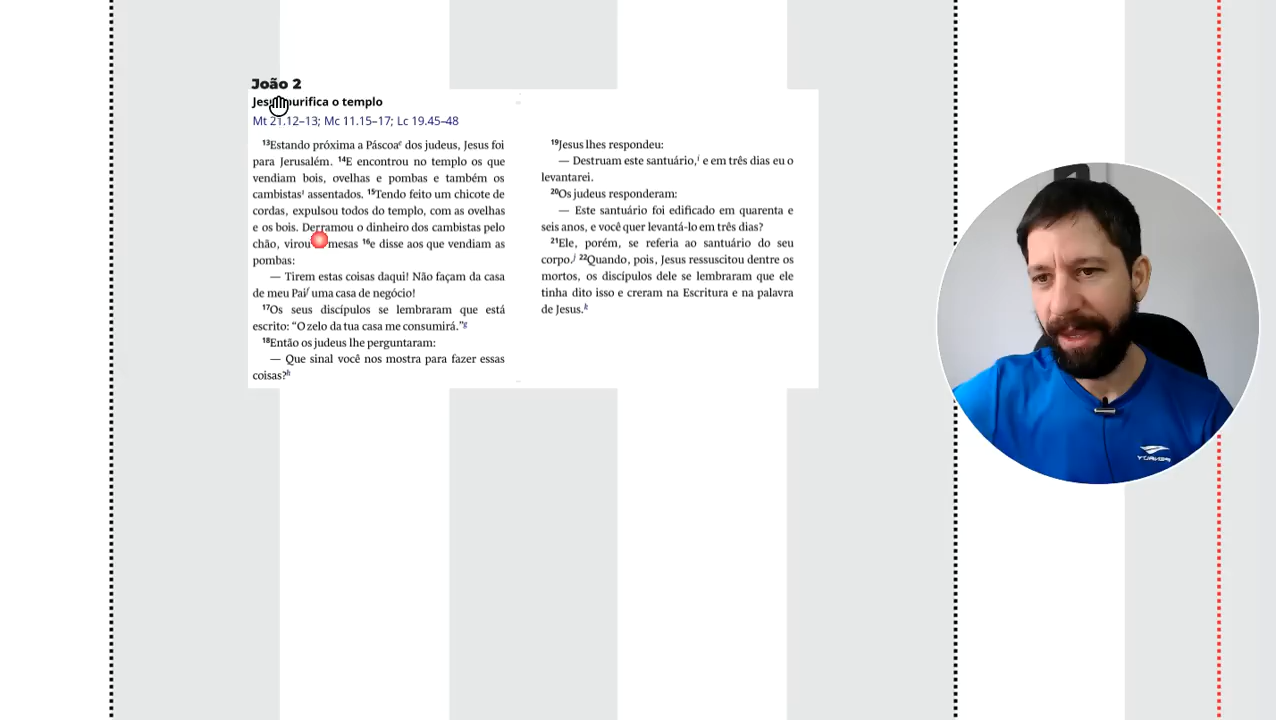 João 2
Jesus purifica o templo
Mt 21.12–13; Mc 11.15–17; Lc 19.45–48
¹³Estando próxima a Páscoaᵉ dos judeus, Jesus foi
para Jerusalém. ¹⁴E encontrou no templo os que
vendiam bois, ovelhas e pombas e também os
cambistas assentados. ¹⁵Tendo feito um chicote de
cordas, expulsou todos do templo, com as ovelhas
e os bois. Derramou o dinheiro dos cambistas pelo
chão, virou mesas ¹⁶e disse aos que vendiam as
pombas:
— Tirem estas coisas daqui! Não façam da casa
de meu Paiᶠ uma casa de negócio!
¹⁷Os seus discípulos se lembraram que está
escrito: “O zelo da tua casa me consumirá.”ᵍ
¹⁸Então os judeus lhe perguntaram:
— Que sinal você nos mostra para fazer essas
coisas?ʰ
¹⁹Jesus lhes respondeu:
— Destruam este santuário,ⁱ e em três dias eu o
levantarei.
²⁰Os judeus responderam:
— Este santuário foi edificado em quarenta e
seis anos, e você quer levantá-lo em três dias?
²¹Ele, porém, se referia ao santuário do seu
corpo.ʲ ²²Quando, pois, Jesus ressuscitou dentre os
mortos, os discípulos dele se lembraram que ele
tinha dito isso e creram na Escritura e na palavra
de Jesus.ᵏ